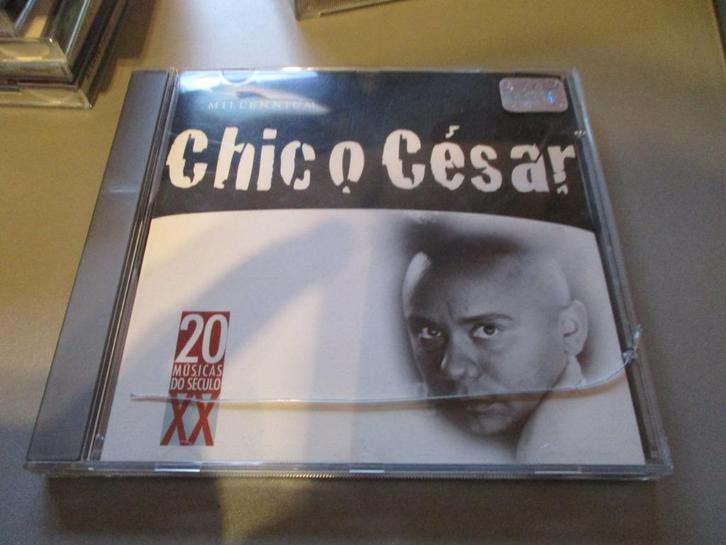 MILLENNIUM
Chico César
20
MÚSICAS
DO SÉCULO
XX